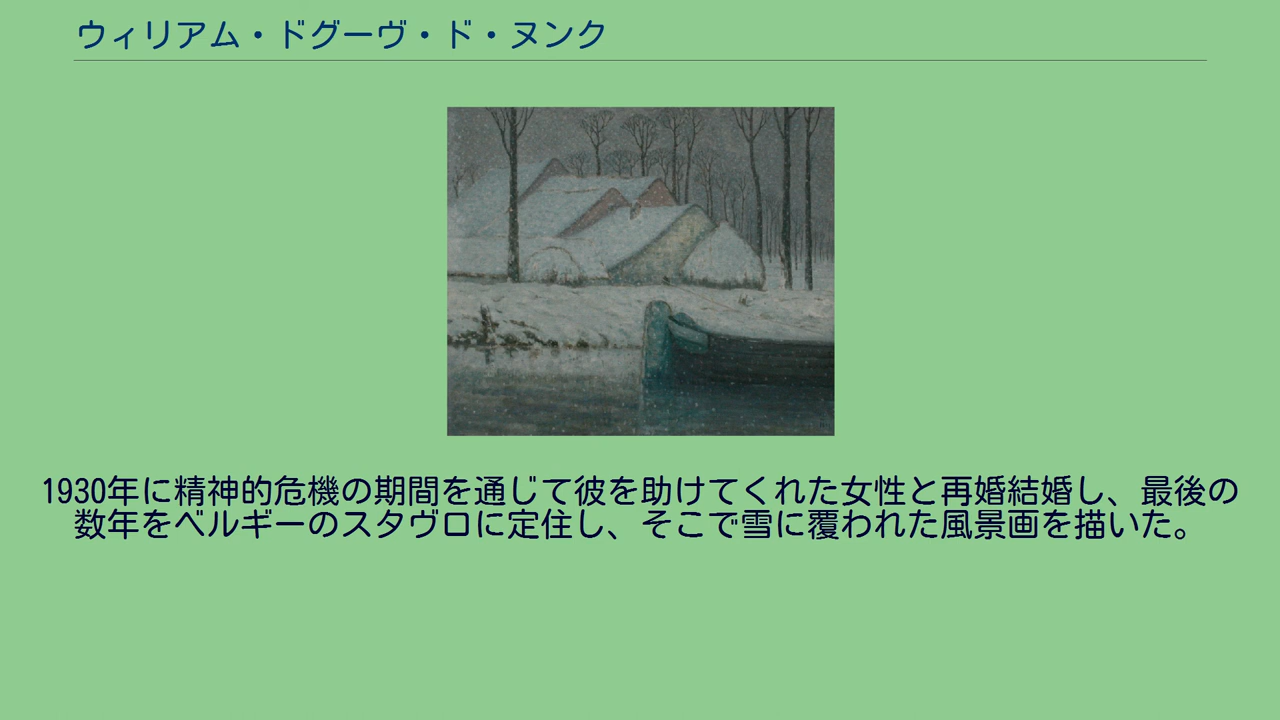 ウィリアム・ドグーヴ・ド・ヌンク
1930年に精神的危機の期間を通じて彼を助けてくれた女性と再婚結婚し、最後の
数年をベルギーのスタヴロに定住し、そこで雪に覆われた風景画を描いた。